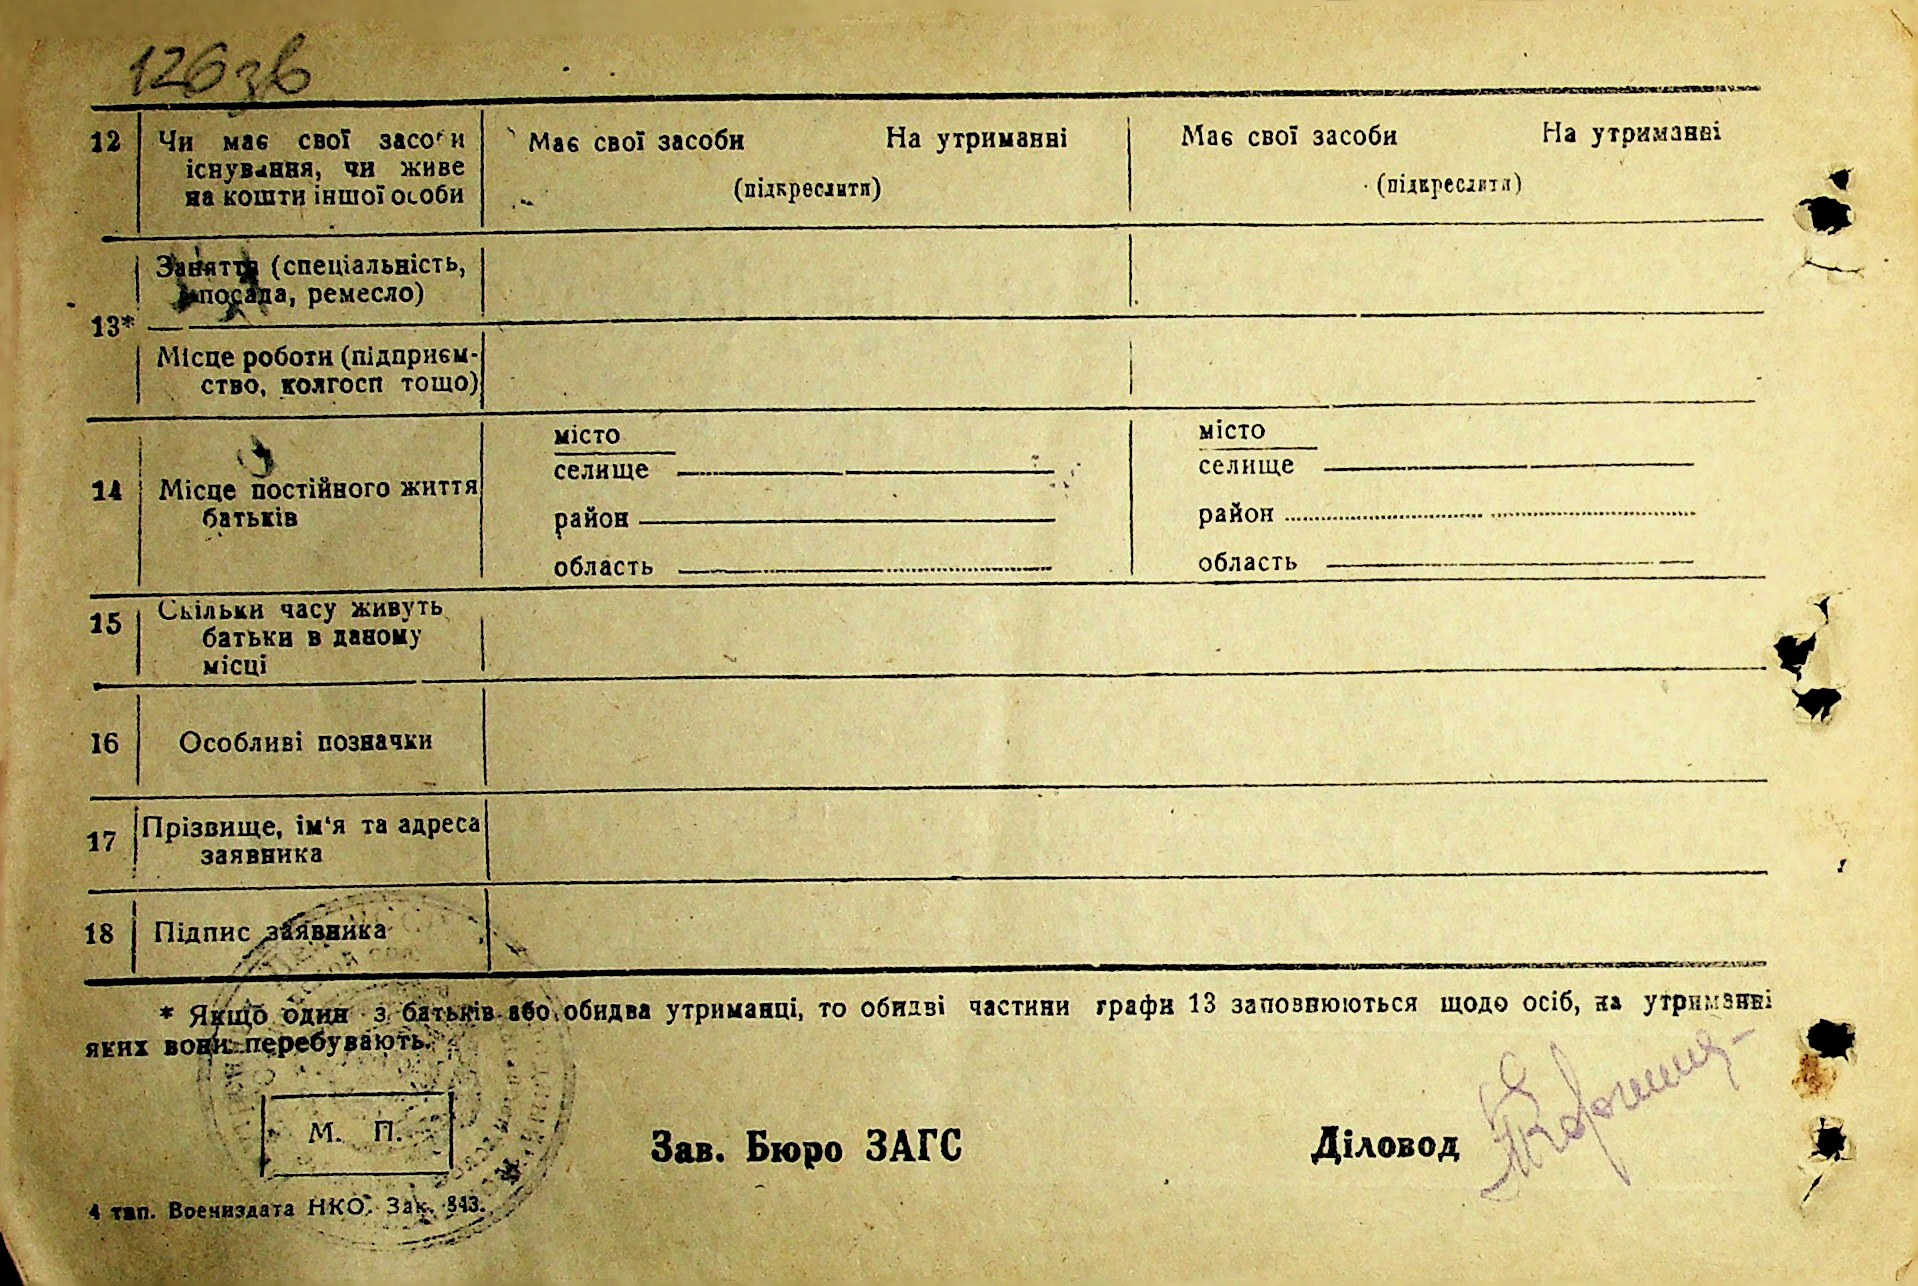 126 зв
12 Чи має свої засоби Має свої засоби На утриманні Має свої засоби На утриманні
існування, чи живе
на кошти іншої особи (підкреслити) (підкреслити)
Заняття (спеціальність,
посада, ремесло)
13*
Місце роботи (підприєм-
ство, колгосп тощо)
місто місто
селище селище
14 Місце постійного життя
батьків район район
область область
15 Скільки часу живуть
батьки в даному
місці
16 Особливі позначки
17 Прізвище, ім'я та адреса
заявника
18 Підпис заявника
* Якщо один з батьків або обидва утриманці, то обидві частини графи 13 заповнюються щодо осіб, на утриманні
яких вони перебувають.
М. П. Зав. Бюро ЗАГС Діловод
4 тип. Воениздата НКО. Зак. 843.